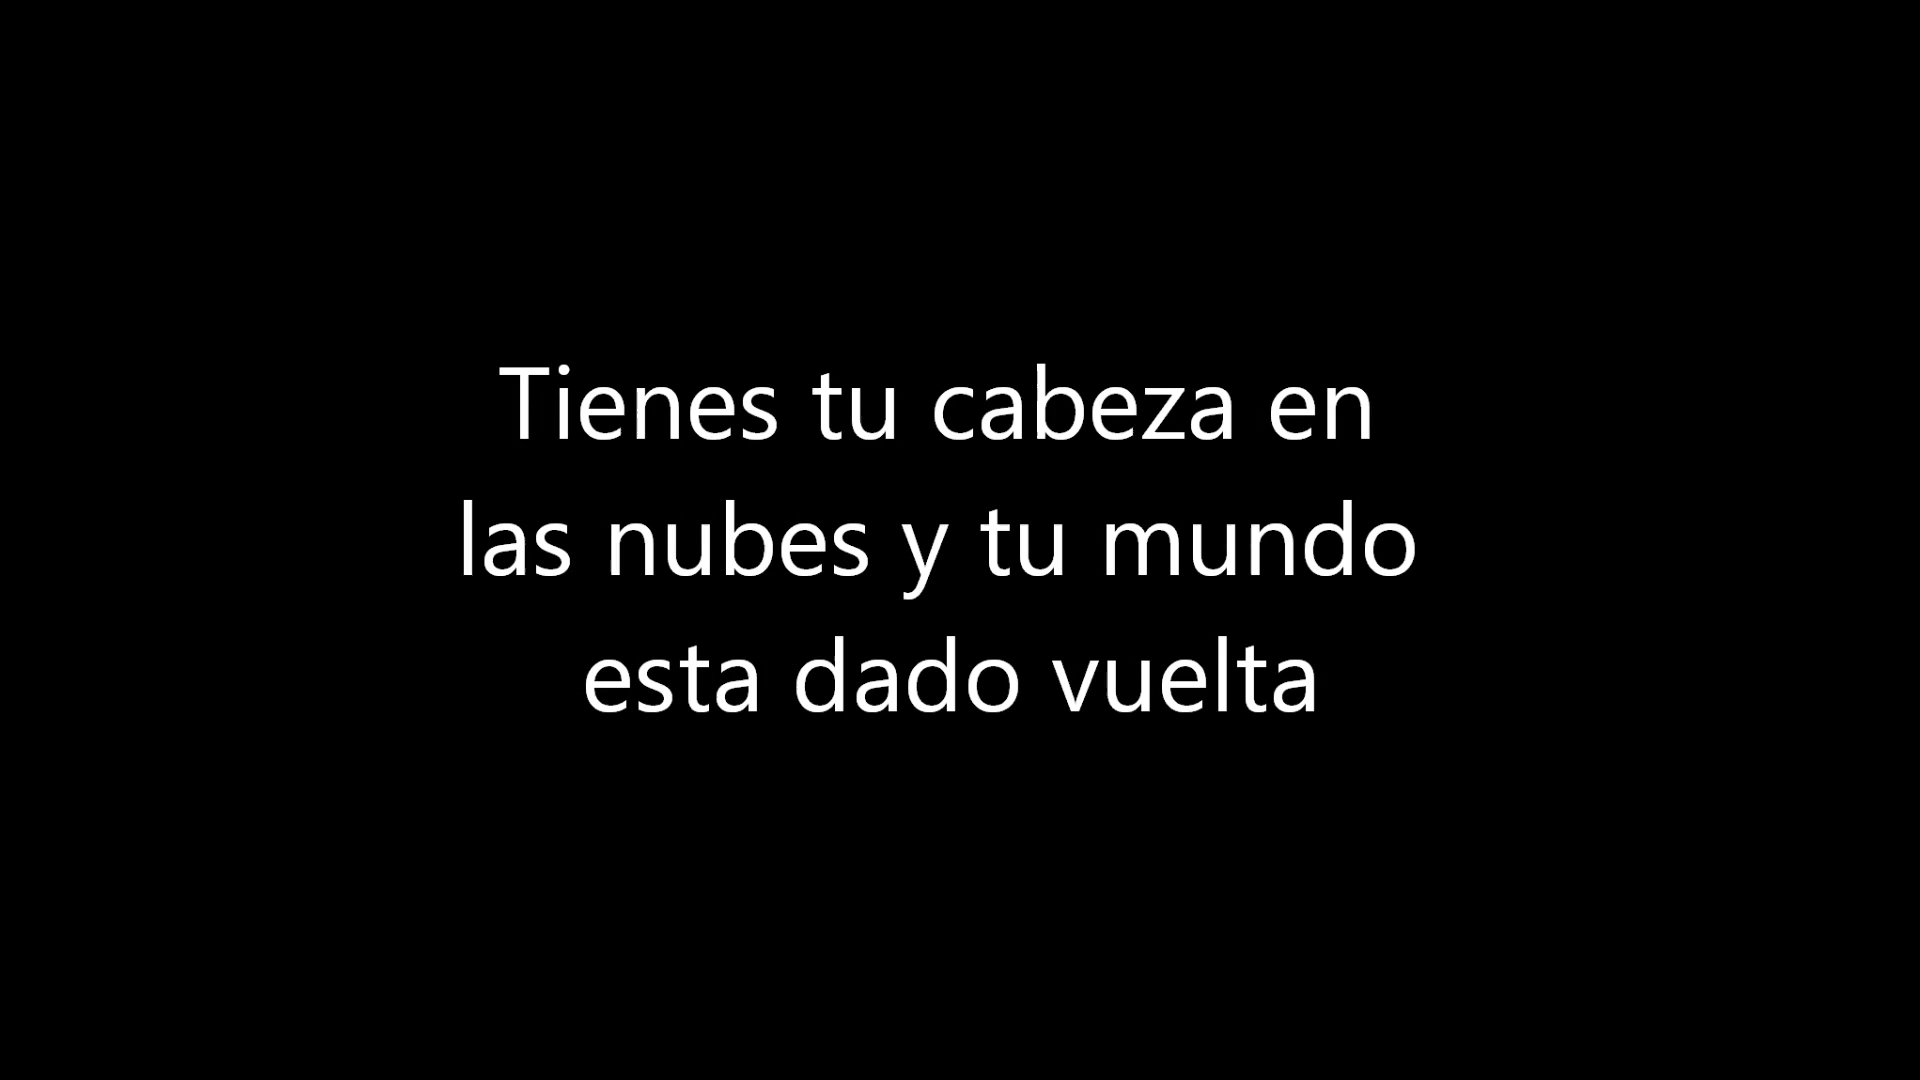 Tienes tu cabeza en
las nubes y tu mundo
esta dado vuelta